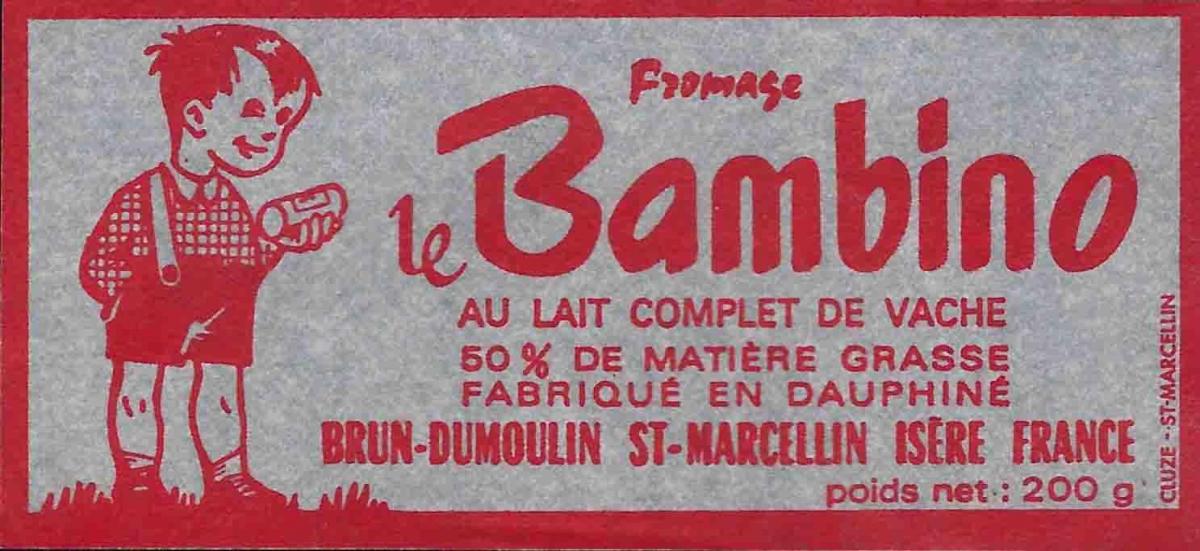 Fromage
le Bambino
AU LAIT COMPLET DE VACHE
50 % DE MATIÈRE GRASSE
FABRIQUÉ EN DAUPHINÉ
BRUN-DUMOULIN ST-MARCELLIN ISÈRE FRANCE
poids net : 200 g
CLUZE - ST-MARCELLIN